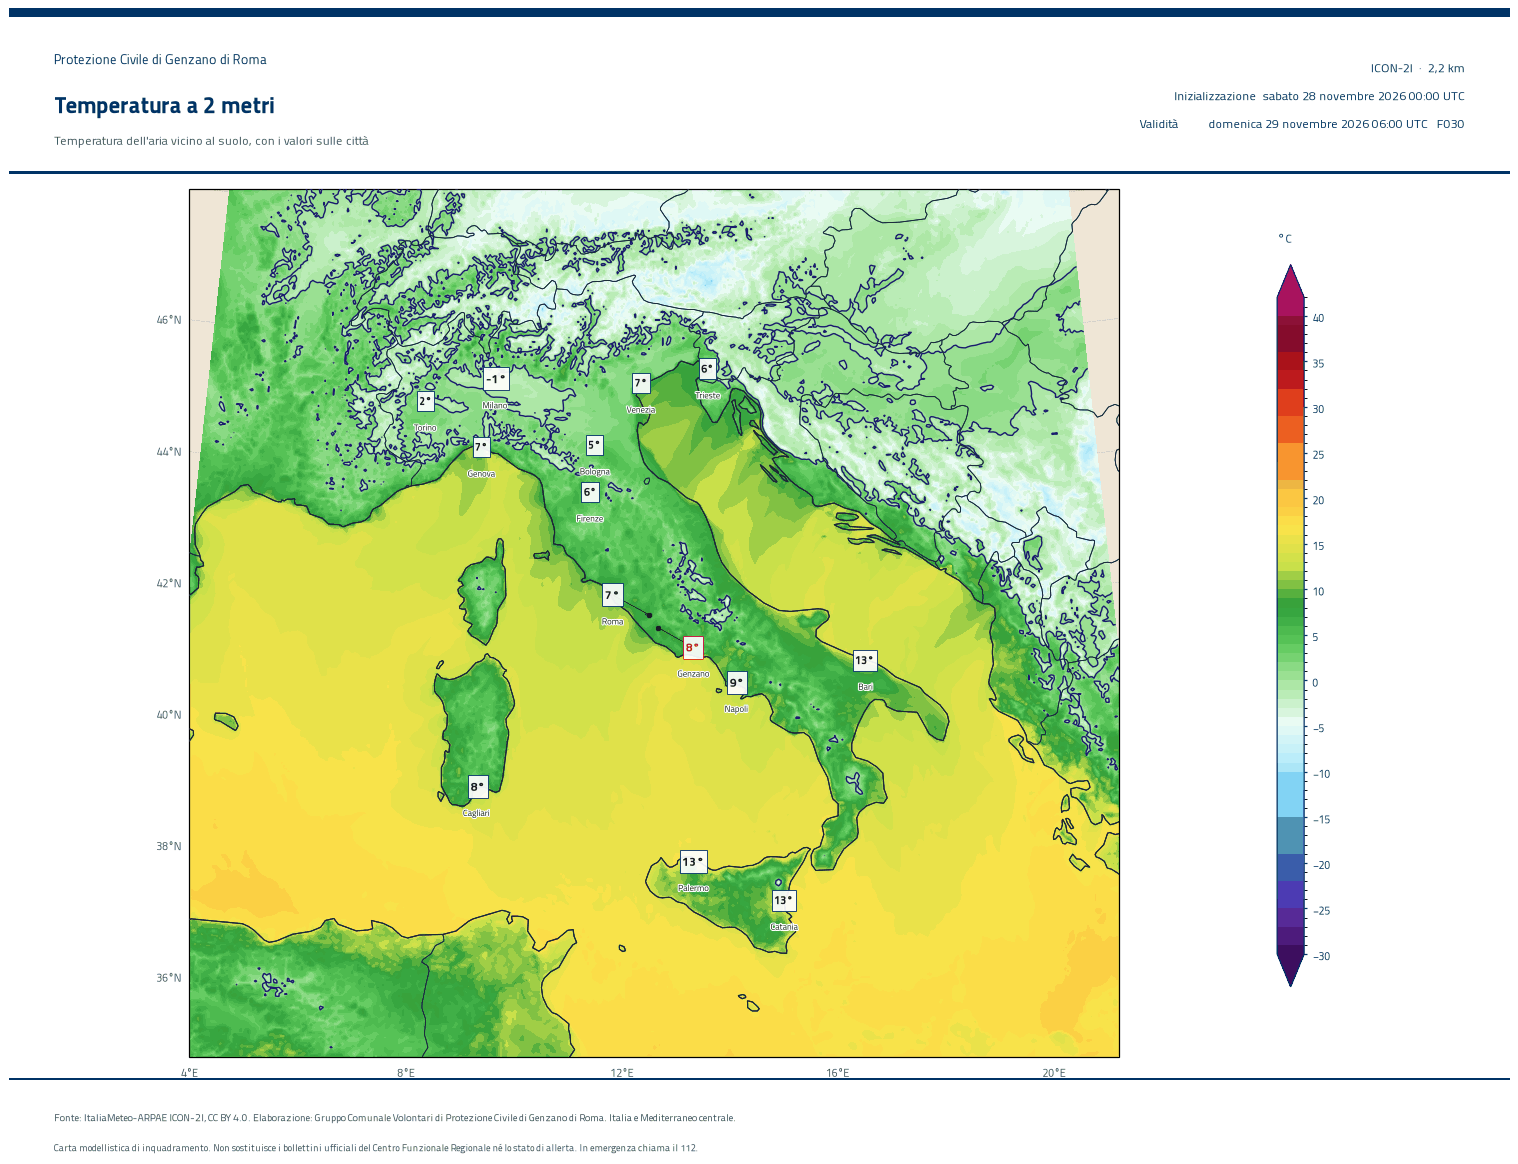 Protezione Civile di Genzano di Roma
Temperatura a 2 metri
Temperatura dell'aria vicino al suolo, con i valori sulle città
ICON-2I · 2,2 km
Inizializzazione sabato 28 novembre 2026 00:00 UTC
Validità domenica 29 novembre 2026 06:00 UTC F030
°C
40
35
30
25
20
15
10
5
0
−5
−10
−15
−20
−25
−30
46°N
44°N
42°N
40°N
38°N
36°N
4°E
8°E
12°E
16°E
20°E
-1°
Milano
2°
Torino
7°
Genova
7°
Venezia
6°
Trieste
5°
Bologna
6°
Firenze
7°
Roma
8°
Genzano
9°
Napoli
13°
Bari
8°
Cagliari
13°
Palermo
13°
Catania
Fonte: ItaliaMeteo-ARPAE ICON-2I, CC BY 4.0. Elaborazione: Gruppo Comunale Volontari di Protezione Civile di Genzano di Roma. Italia e Mediterraneo centrale.
Carta modellistica di inquadramento. Non sostituisce i bollettini ufficiali del Centro Funzionale Regionale né lo stato di allerta. In emergenza chiama il 112.